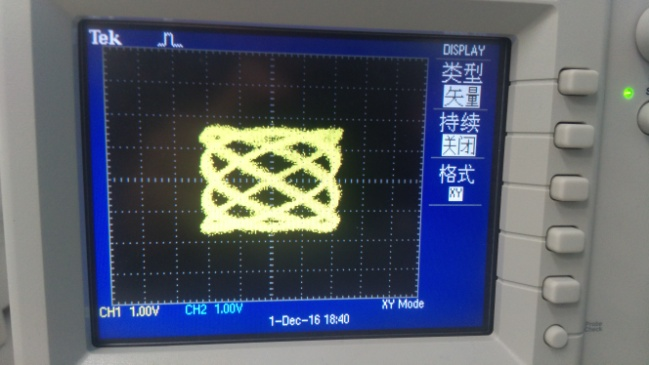 Tek
DISPLAY
类型
矢量
持续
关闭
格式
XY
CH1 1.00V CH2 1.00V XY Mode
1-Dec-16 18:40